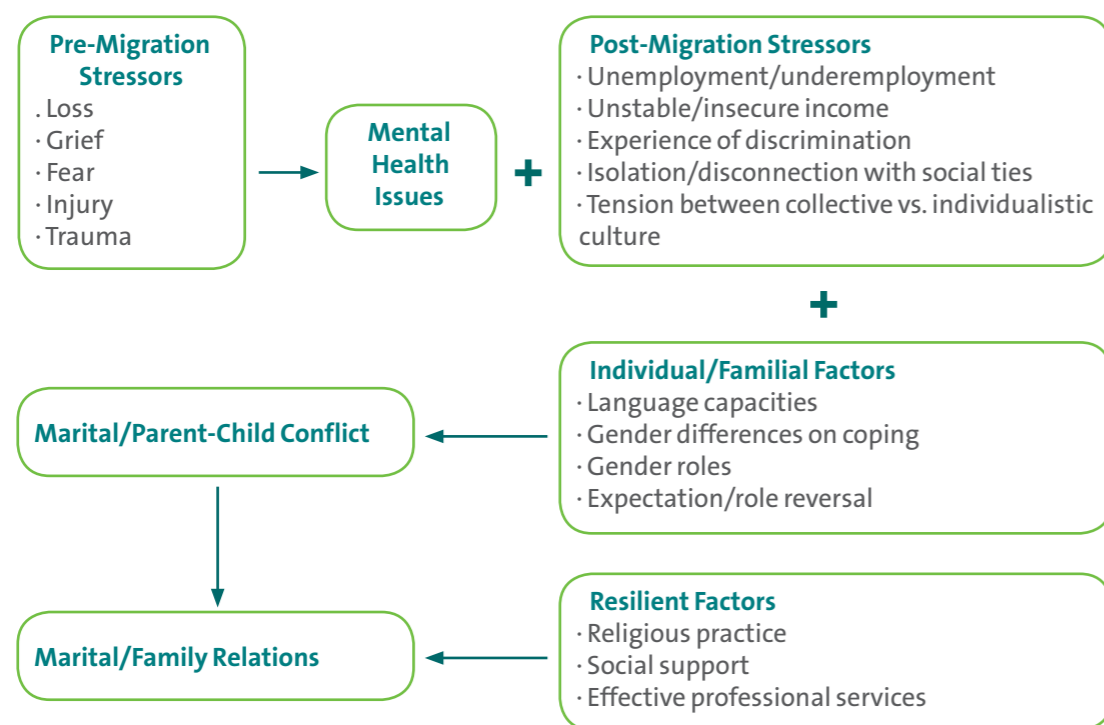 Pre-Migration
Stressors
. Loss
· Grief
· Fear
· Injury
· Trauma
Mental
Health
Issues
+
Post-Migration Stressors
· Unemployment/underemployment
· Unstable/insecure income
· Experience of discrimination
· Isolation/disconnection with social ties
· Tension between collective vs. individualistic
culture
+
Individual/Familial Factors
· Language capacities
· Gender differences on coping
· Gender roles
· Expectation/role reversal
Marital/Parent-Child Conflict
Resilient Factors
· Religious practice
· Social support
· Effective professional services
Marital/Family Relations